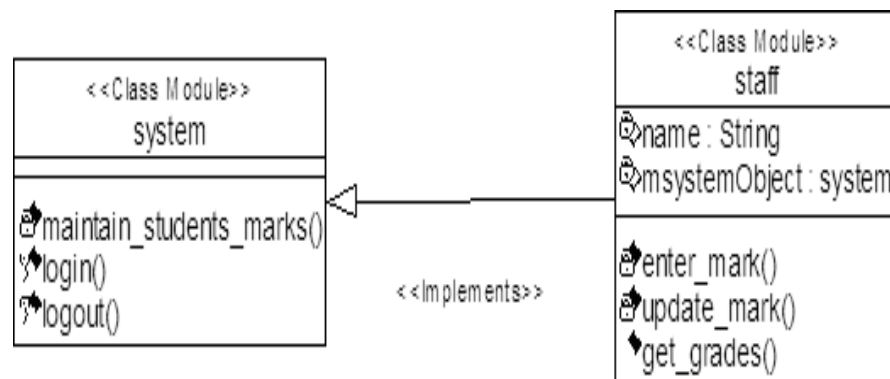 <<Class Module>>
system
maintain_students_marks()
login()
logout()
<<Implements>>
<<Class Module>>
staff
name : String
msystemObject : system
enter_mark()
update_mark()
get_grades()